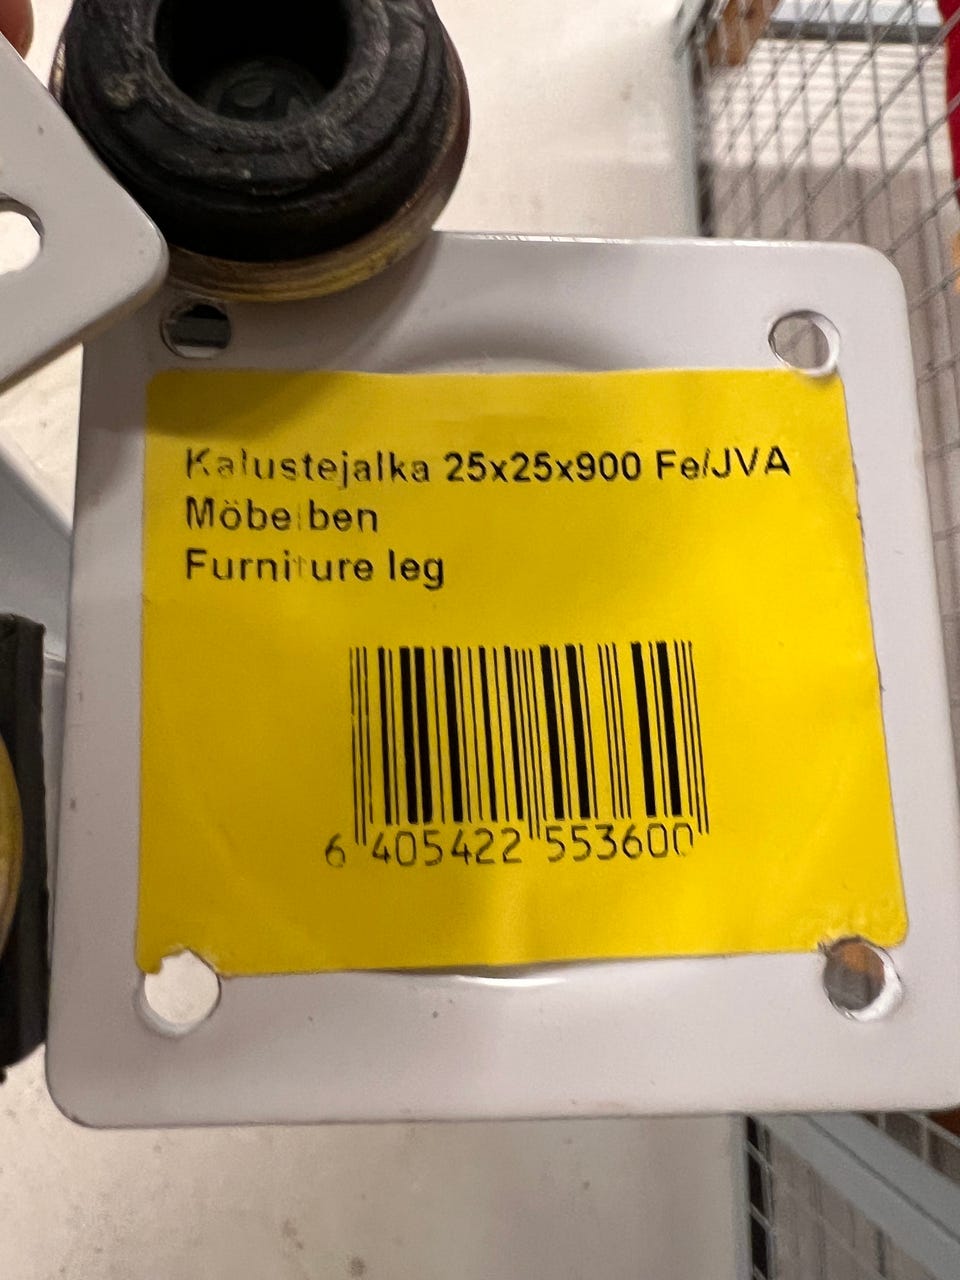 Kalustejalka 25x25x900 Fe/JVA
Möbelben
Furniture leg
6 405422 553600